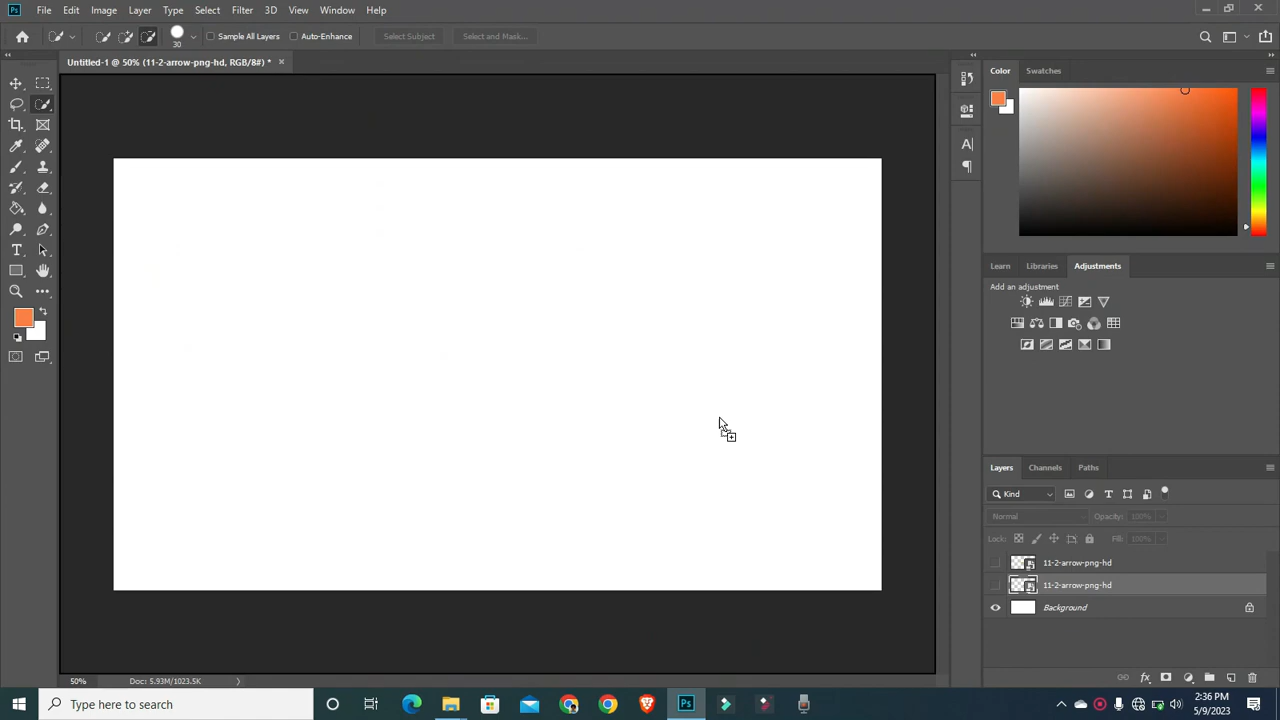 Ps File Edit Image Layer Type Select Filter 3D View Window Help
30 Sample All Layers Auto-Enhance Select Subject Select and Mask...
Untitled-1 @ 50% (11-2-arrow-png-hd, RGB/8#) *
Color Swatches
Learn Libraries Adjustments
Add an adjustment
Layers Channels Paths
Kind
Normal Opacity: 100%
Lock: Fill: 100%
11-2-arrow-png-hd
11-2-arrow-png-hd
Background
50% Doc: 5.93M/1023.5K
Type here to search
Ps
2:36 PM
5/9/2023